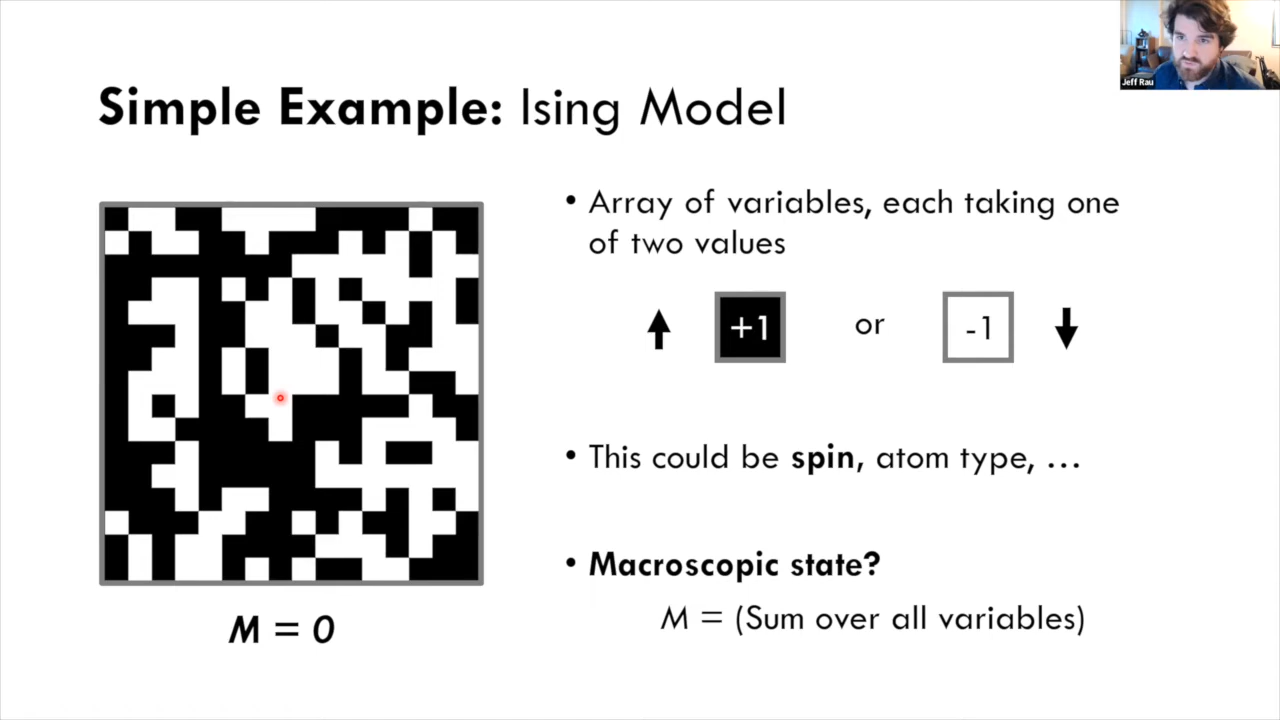 Jeff Rau
Simple Example: Ising Model
• Array of variables, each taking one
of two values
+1 or -1
• This could be spin, atom type, …
• Macroscopic state?
M = (Sum over all variables)
M = 0